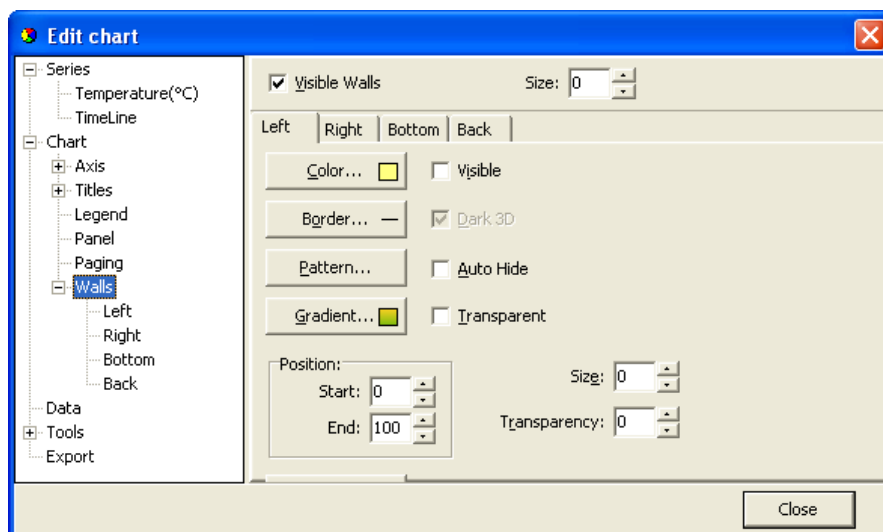 Edit chart
Series
Temperature(°C)
TimeLine
Chart
Axis
Titles
Legend
Panel
Paging
Walls
Left
Right
Bottom
Back
Data
Tools
Export
Visible Walls
Size: 0
Left Right Bottom Back
Color... Visible
Border... Dark 3D
Pattern... Auto Hide
Gradient... Transparent
Position:
Start: 0
End: 100
Size: 0
Transparency: 0
Close